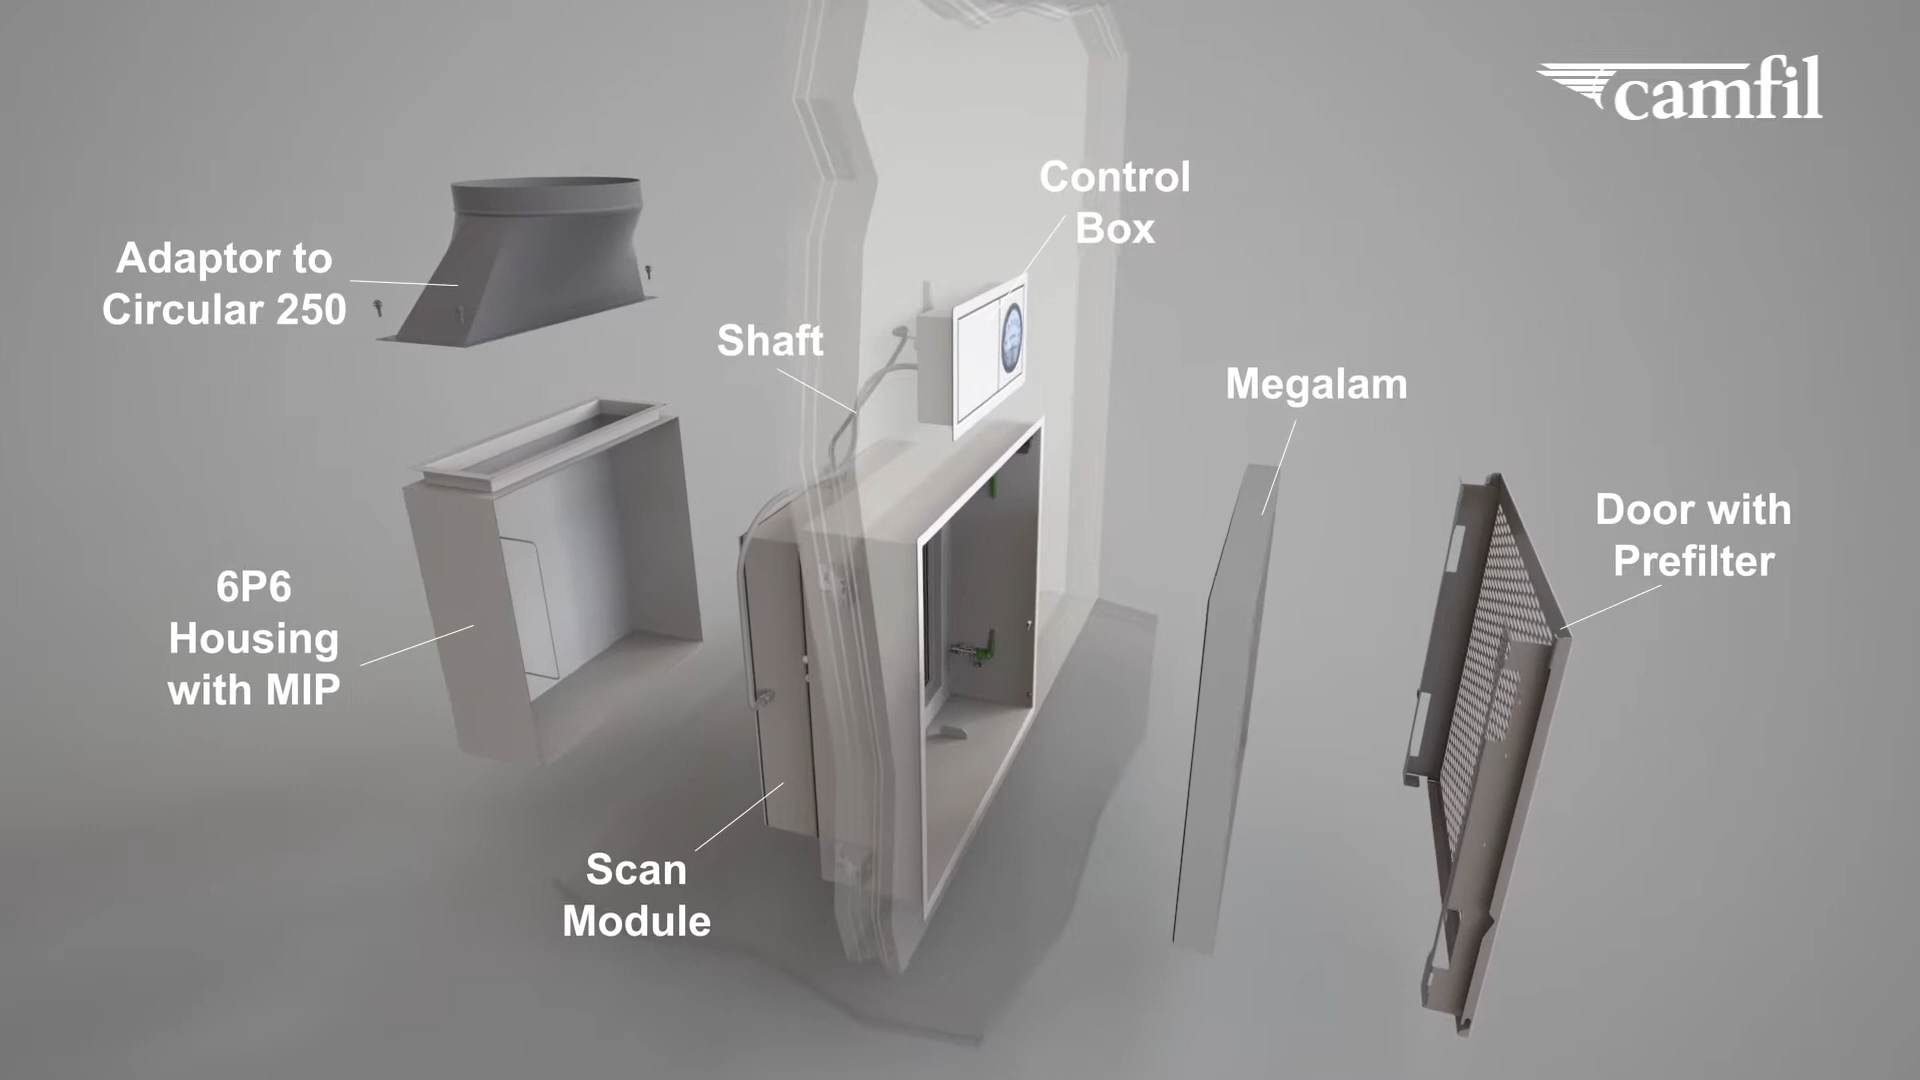 camfil
Control
Box
Adaptor to
Circular 250
Shaft
Megalam
Door with
Prefilter
6P6
Housing
with MIP
Scan
Module